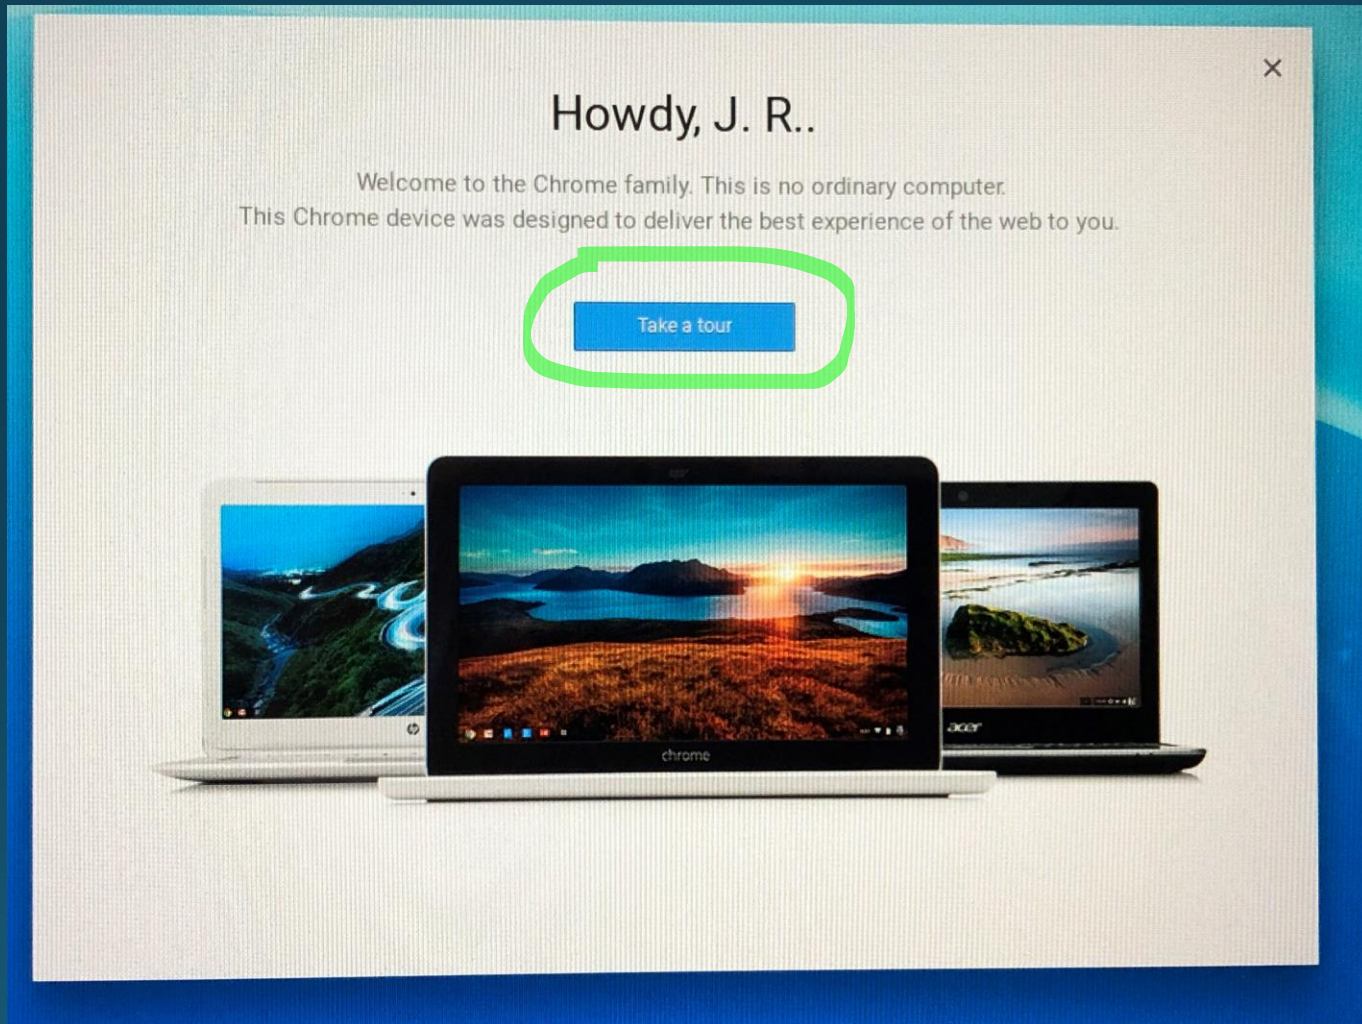 Howdy, J. R..
Welcome to the Chrome family. This is no ordinary computer.
This Chrome device was designed to deliver the best experience of the web to you.
Take a tour
hp
acer
chrome